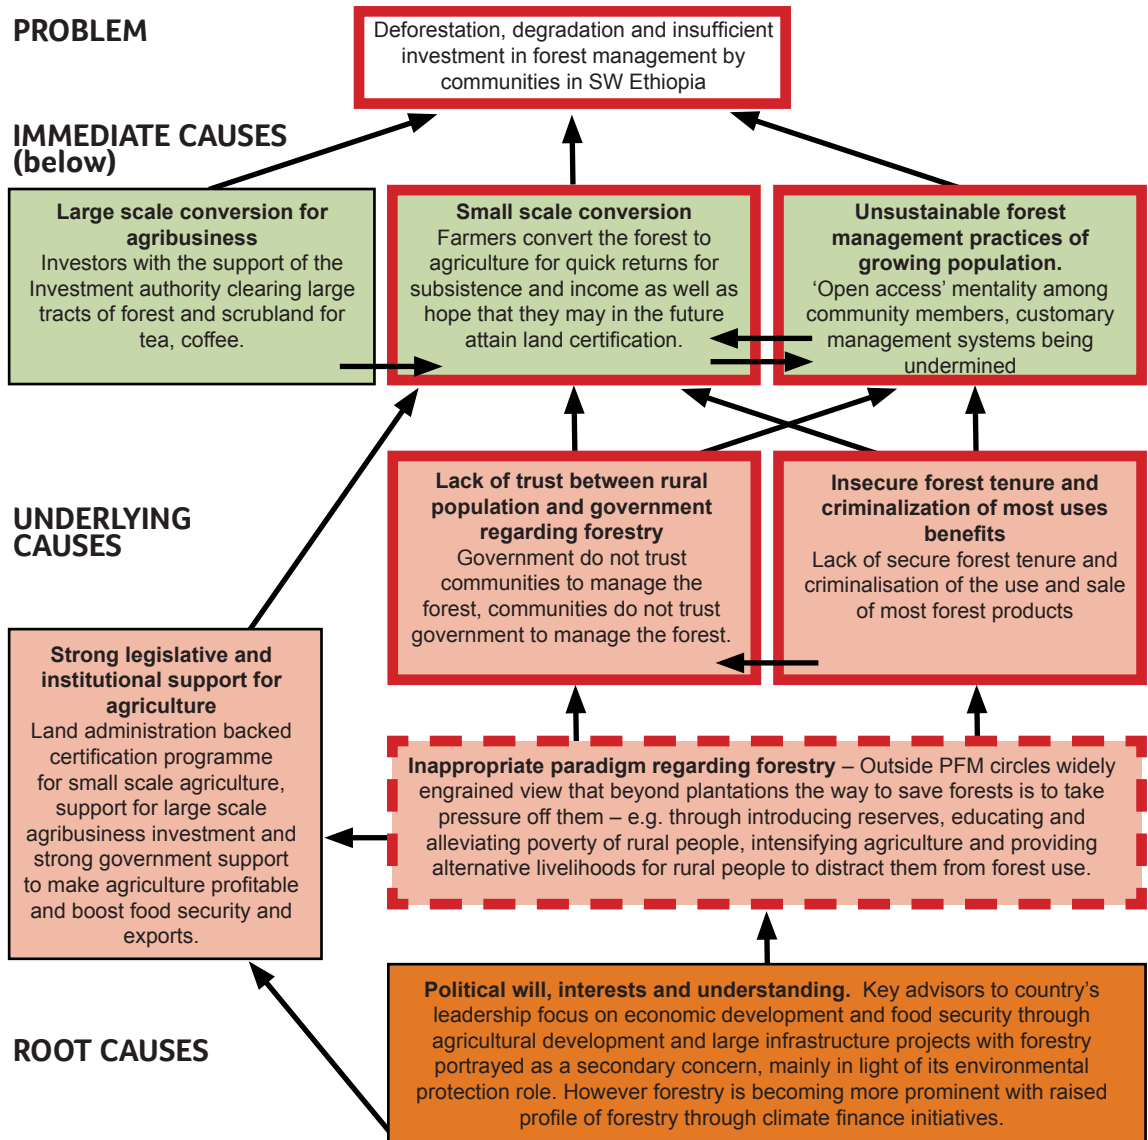 PROBLEM
Deforestation, degradation and insufficient
investment in forest management by
communities in SW Ethiopia
IMMEDIATE CAUSES
(below)
Large scale conversion for
agribusiness
Investors with the support of the
Investment authority clearing large
tracts of forest and scrubland for
tea, coffee.
Small scale conversion
Farmers convert the forest to
agriculture for quick returns for
subsistence and income as well as
hope that they may in the future
attain land certification.
Unsustainable forest
management practices of
growing population.
‘Open access’ mentality among
community members, customary
management systems being
undermined
UNDERLYING
CAUSES
Lack of trust between rural
population and government
regarding forestry
Government do not trust
communities to manage the
forest, communities do not trust
government to manage the forest.
Insecure forest tenure and
criminalization of most uses
benefits
Lack of secure forest tenure and
criminalisation of the use and sale
of most forest products
Strong legislative and
institutional support for
agriculture
Land administration backed
certification programme
for small scale agriculture,
support for large scale
agribusiness investment and
strong government support
to make agriculture profitable
and boost food security and
exports.
Inappropriate paradigm regarding forestry – Outside PFM circles widely
engrained view that beyond plantations the way to save forests is to take
pressure off them – e.g. through introducing reserves, educating and
alleviating poverty of rural people, intensifying agriculture and providing
alternative livelihoods for rural people to distract them from forest use.
ROOT CAUSES
Political will, interests and understanding. Key advisors to country’s
leadership focus on economic development and food security through
agricultural development and large infrastructure projects with forestry
portrayed as a secondary concern, mainly in light of its environmental
protection role. However forestry is becoming more prominent with raised
profile of forestry through climate finance initiatives.